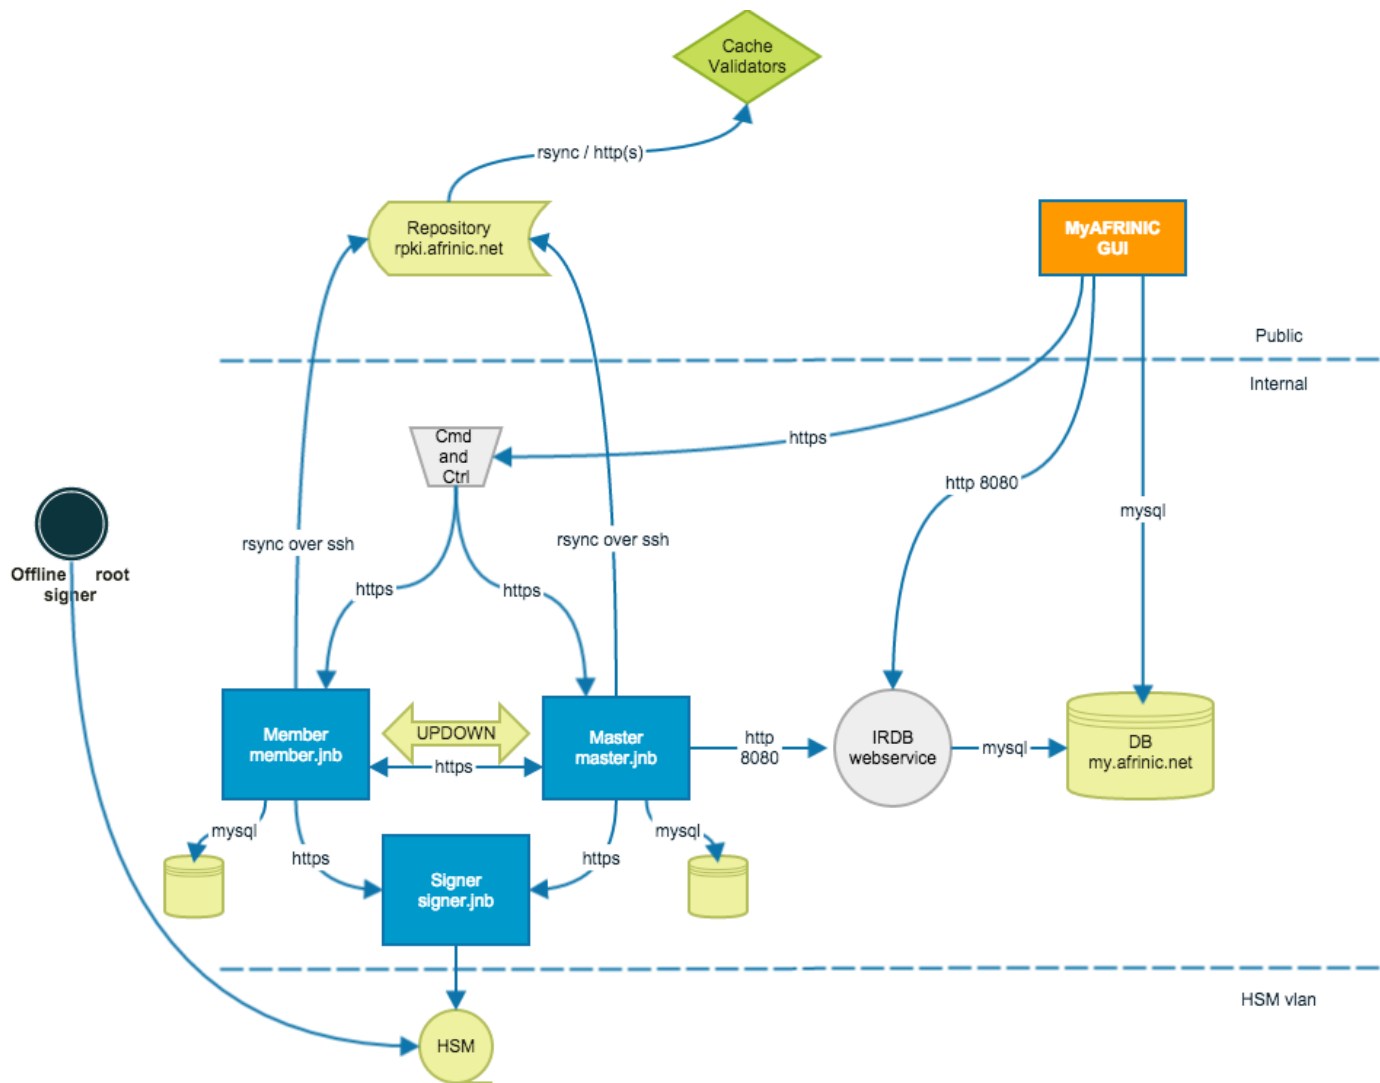 Cache
Validators
rsync / http(s)
Repository
rpki.afrinic.net
MyAFRINIC
GUI
Public
Internal
Cmd
and
Ctrl
https
http 8080
mysql
Offline root
signer
rsync over ssh
rsync over ssh
https
https
Member
member.jnb
UPDOWN
https
Master
master.jnb
http
8080
IRDB
webservice
mysql
DB
my.afrinic.net
mysql
https
https
mysql
Signer
signer.jnb
HSM vlan
HSM